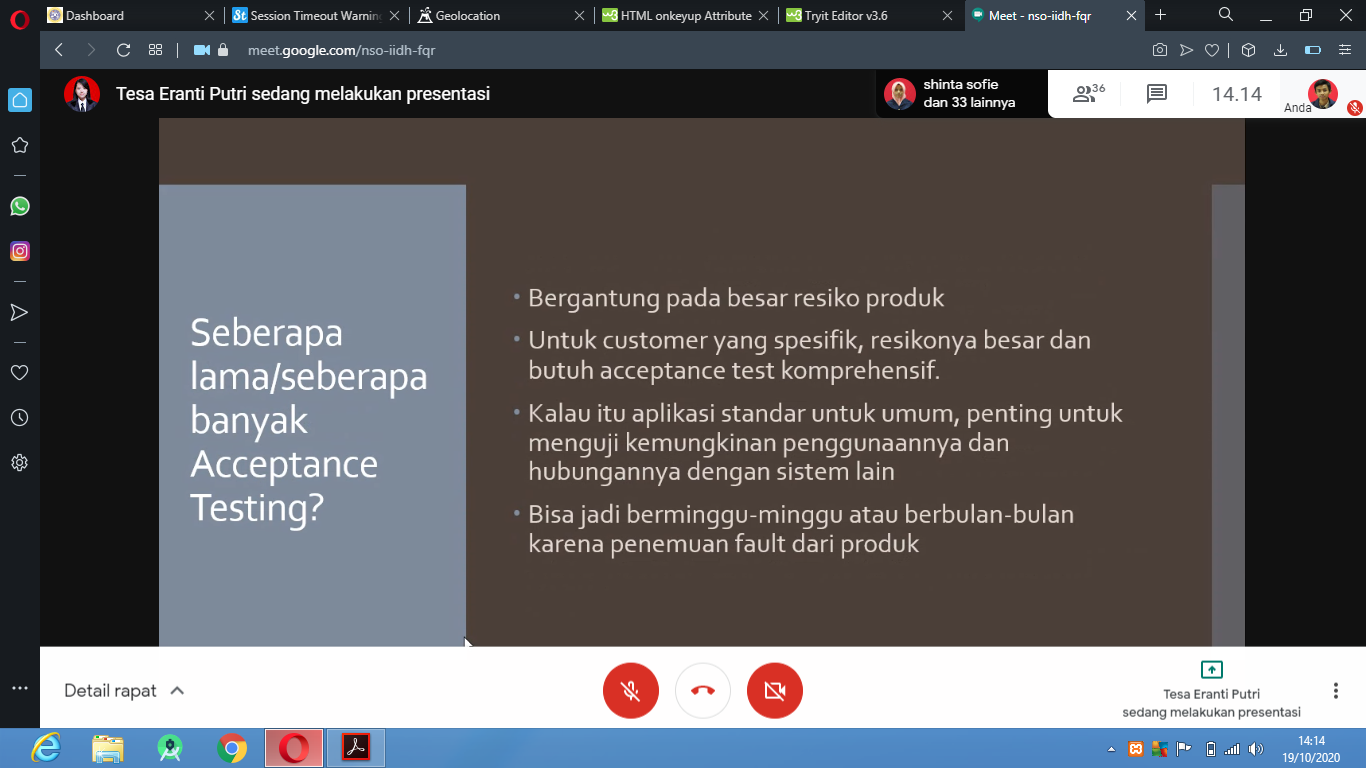 Dashboard
Session Timeout Warning
Geolocation
HTML onkeyup Attribute
Tryit Editor v3.6
Meet - nso-iidh-fqr
meet.google.com/nso-iidh-fqr
Tesa Eranti Putri sedang melakukan presentasi
shinta sofie
dan 33 lainnya
36
14.14
Anda
Seberapa
lama/seberapa
banyak
Acceptance
Testing?
• Bergantung pada besar resiko produk
• Untuk customer yang spesifik, resikonya besar dan
butuh acceptance test komprehensif.
• Kalau itu aplikasi standar untuk umum, penting untuk
menguji kemungkinan penggunaannya dan
hubungannya dengan sistem lain
• Bisa jadi berminggu-minggu atau berbulan-bulan
karena penemuan fault dari produk
Detail rapat
Tesa Eranti Putri
sedang melakukan presentasi
14:14
19/10/2020